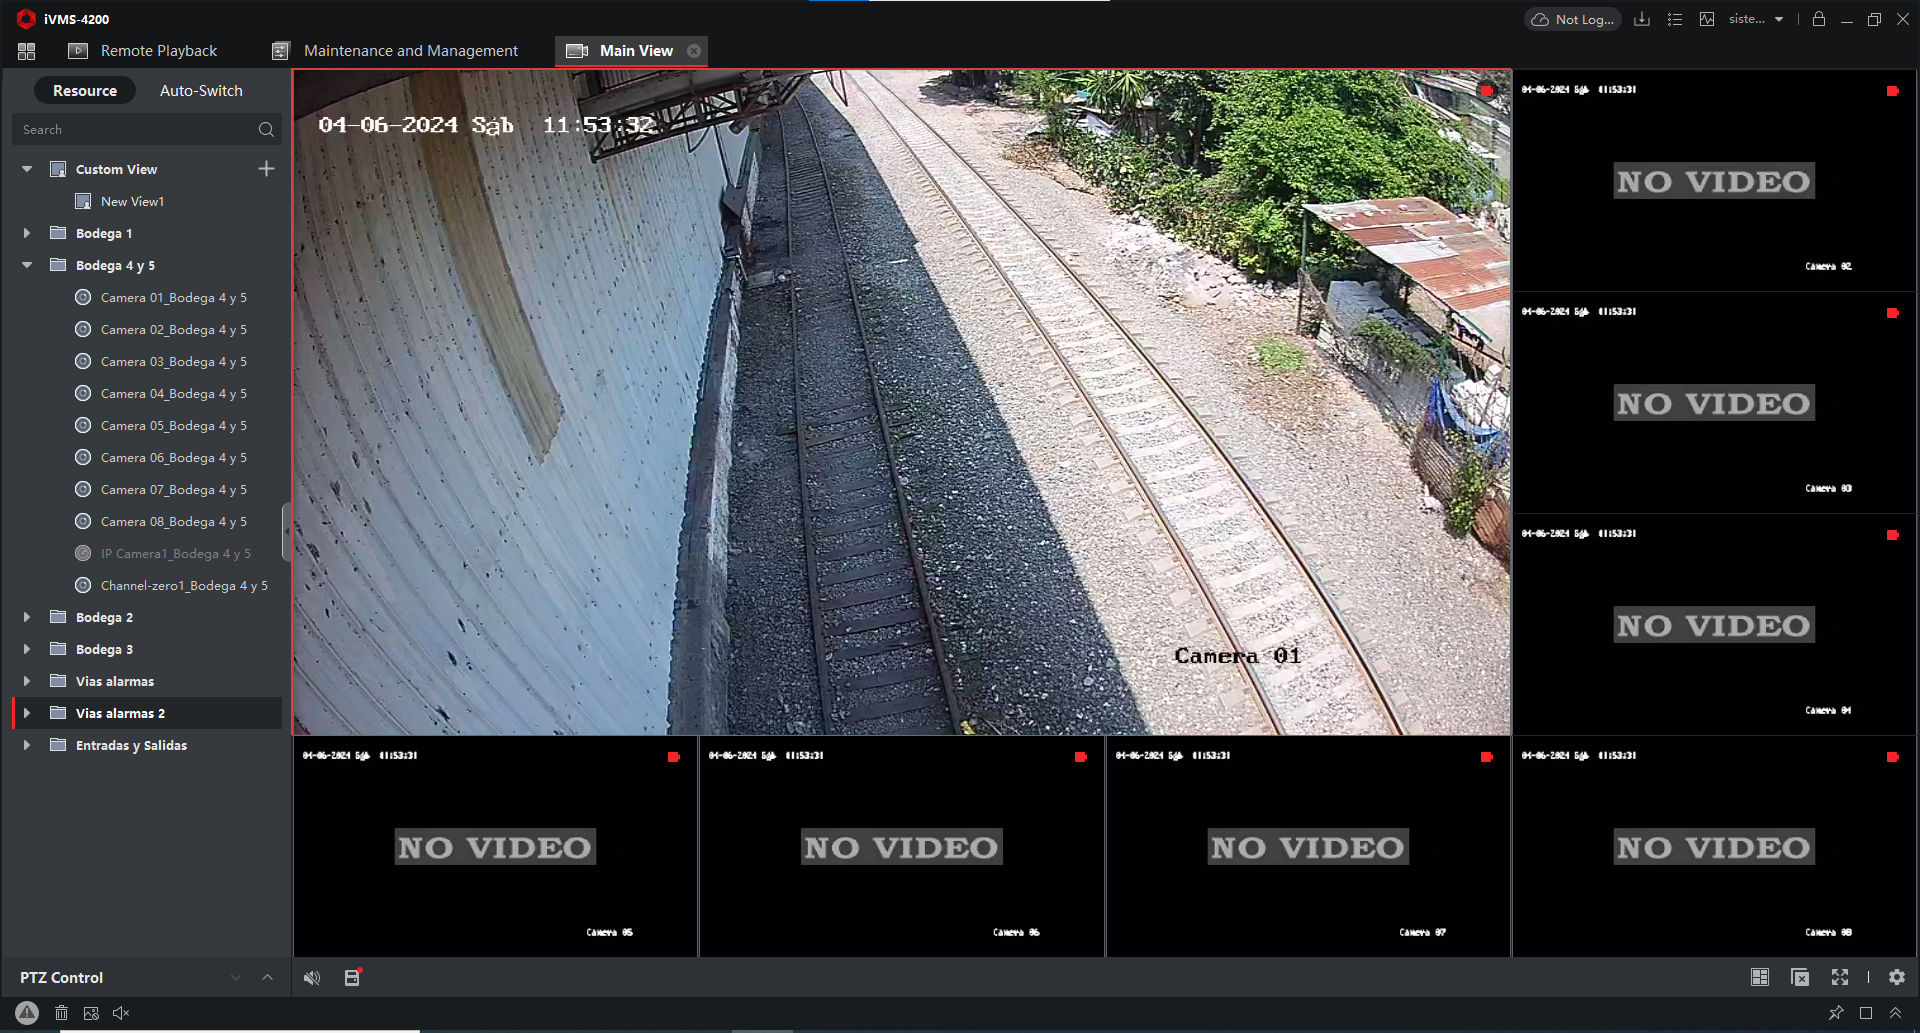 iVMS-4200
Not Log...
siste...
Remote Playback
Maintenance and Management
Main View
Resource
Auto-Switch
Search
Custom View
New View1
Bodega 1
Bodega 4 y 5
Camera 01_Bodega 4 y 5
Camera 02_Bodega 4 y 5
Camera 03_Bodega 4 y 5
Camera 04_Bodega 4 y 5
Camera 05_Bodega 4 y 5
Camera 06_Bodega 4 y 5
Camera 07_Bodega 4 y 5
Camera 08_Bodega 4 y 5
IP Camera1_Bodega 4 y 5
Channel-zero1_Bodega 4 y 5
Bodega 2
Bodega 3
Vias alarmas
Vias alarmas 2
Entradas y Salidas
PTZ Control
04-06-2024 Sáb 11:53:32
Camera 01
04-06-2024 Sáb 11:53:31
NO VIDEO
Camera 02
04-06-2024 Sáb 11:53:31
NO VIDEO
Camera 03
04-06-2024 Sáb 11:53:31
NO VIDEO
Camera 04
04-06-2024 Sáb 11:53:31
NO VIDEO
Camera 05
04-06-2024 Sáb 11:53:31
NO VIDEO
Camera 06
04-06-2024 Sáb 11:53:31
NO VIDEO
Camera 07
04-06-2024 Sáb 11:53:31
NO VIDEO
Camera 08